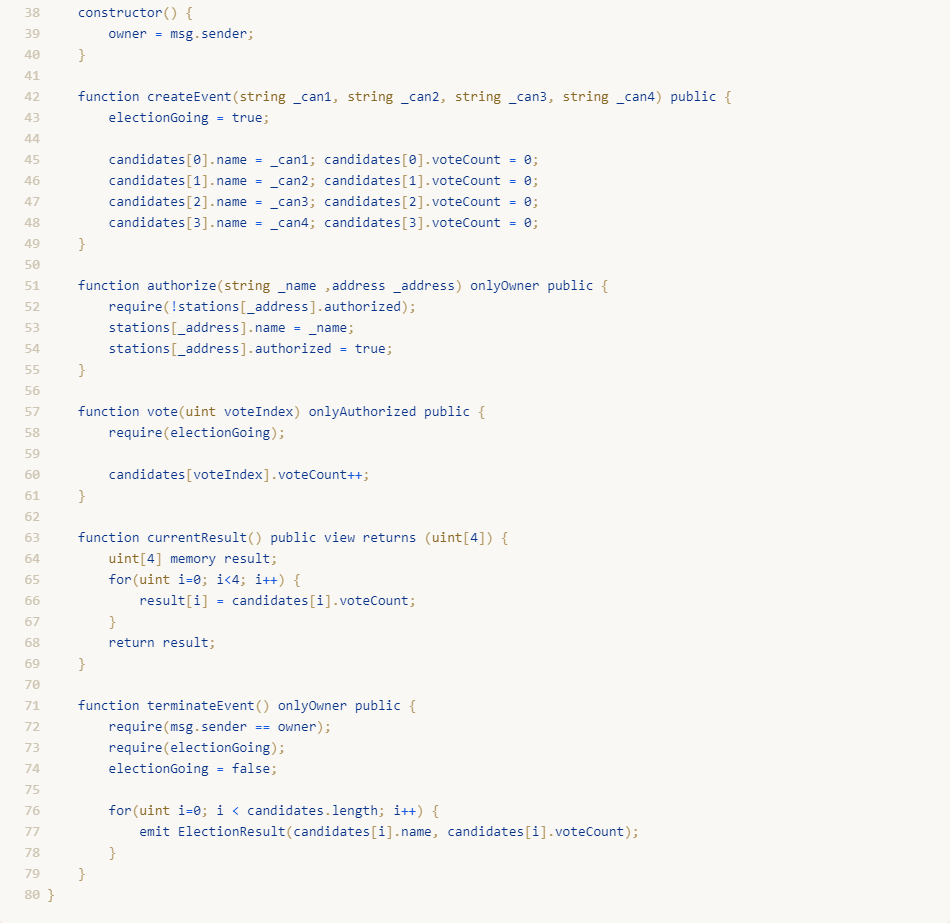 38 constructor() {
39 owner = msg.sender;
40 }
41
42 function createEvent(string _can1, string _can2, string _can3, string _can4) public {
43 electionGoing = true;
44
45 candidates[0].name = _can1; candidates[0].voteCount = 0;
46 candidates[1].name = _can2; candidates[1].voteCount = 0;
47 candidates[2].name = _can3; candidates[2].voteCount = 0;
48 candidates[3].name = _can4; candidates[3].voteCount = 0;
49 }
50
51 function authorize(string _name ,address _address) onlyOwner public {
52 require(!stations[_address].authorized);
53 stations[_address].name = _name;
54 stations[_address].authorized = true;
55 }
56
57 function vote(uint voteIndex) onlyAuthorized public {
58 require(electionGoing);
59
60 candidates[voteIndex].voteCount++;
61 }
62
63 function currentResult() public view returns (uint[4]) {
64 uint[4] memory result;
65 for(uint i=0; i<4; i++) {
66 result[i] = candidates[i].voteCount;
67 }
68 return result;
69 }
70
71 function terminateEvent() onlyOwner public {
72 require(msg.sender == owner);
73 require(electionGoing);
74 electionGoing = false;
75
76 for(uint i=0; i < candidates.length; i++) {
77 emit ElectionResult(candidates[i].name, candidates[i].voteCount);
78 }
79 }
80 }